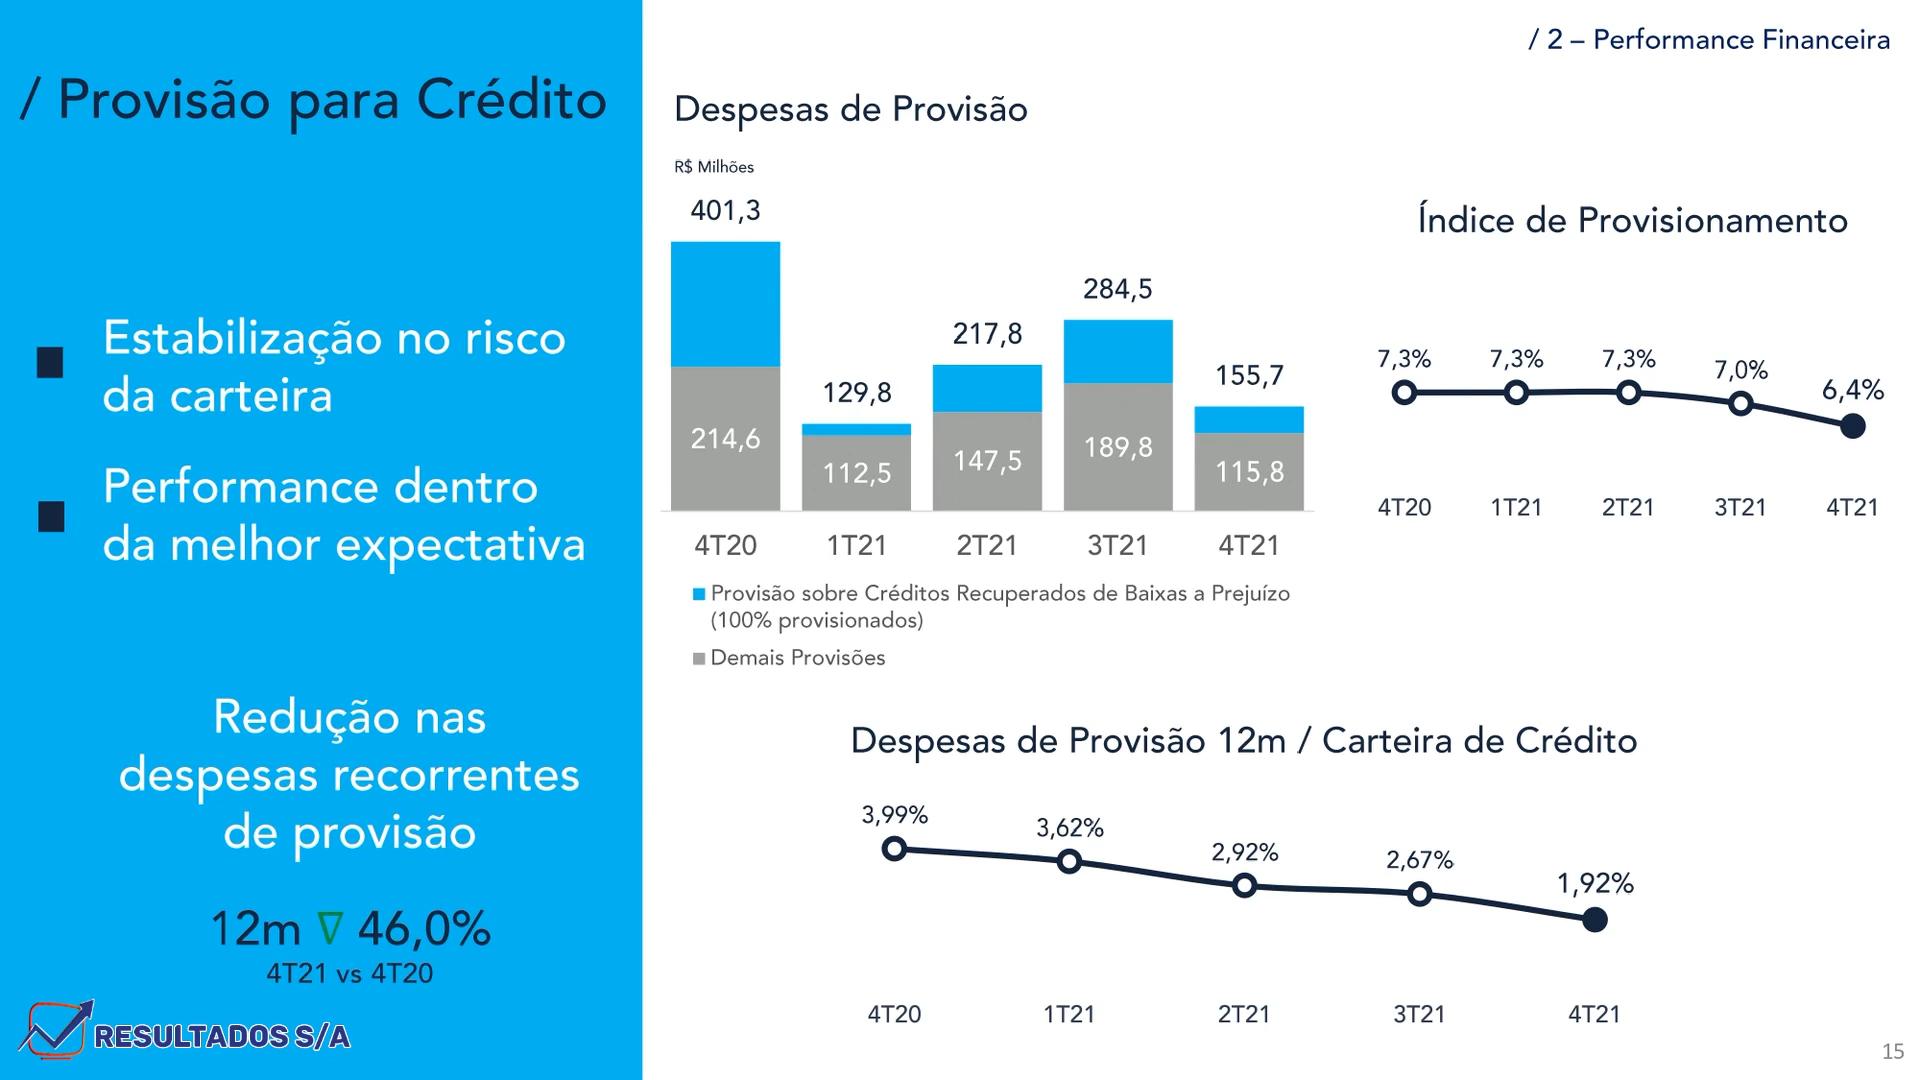 / 2 – Performance Financeira
/ Provisão para Crédito
Estabilização no risco
da carteira
Performance dentro
da melhor expectativa
Redução nas
despesas recorrentes
de provisão
12m ∇ 46,0%
4T21 vs 4T20
RESULTADOS S/A
Despesas de Provisão
R$ Milhões
401,3
129,8
217,8
284,5
155,7
214,6
112,5
147,5
189,8
115,8
4T20 1T21 2T21 3T21 4T21
Provisão sobre Créditos Recuperados de Baixas a Prejuízo
(100% provisionados)
Demais Provisões
Índice de Provisionamento
7,3% 7,3% 7,3% 7,0% 6,4%
4T20 1T21 2T21 3T21 4T21
Despesas de Provisão 12m / Carteira de Crédito
3,99% 3,62% 2,92% 2,67% 1,92%
4T20 1T21 2T21 3T21 4T21
15